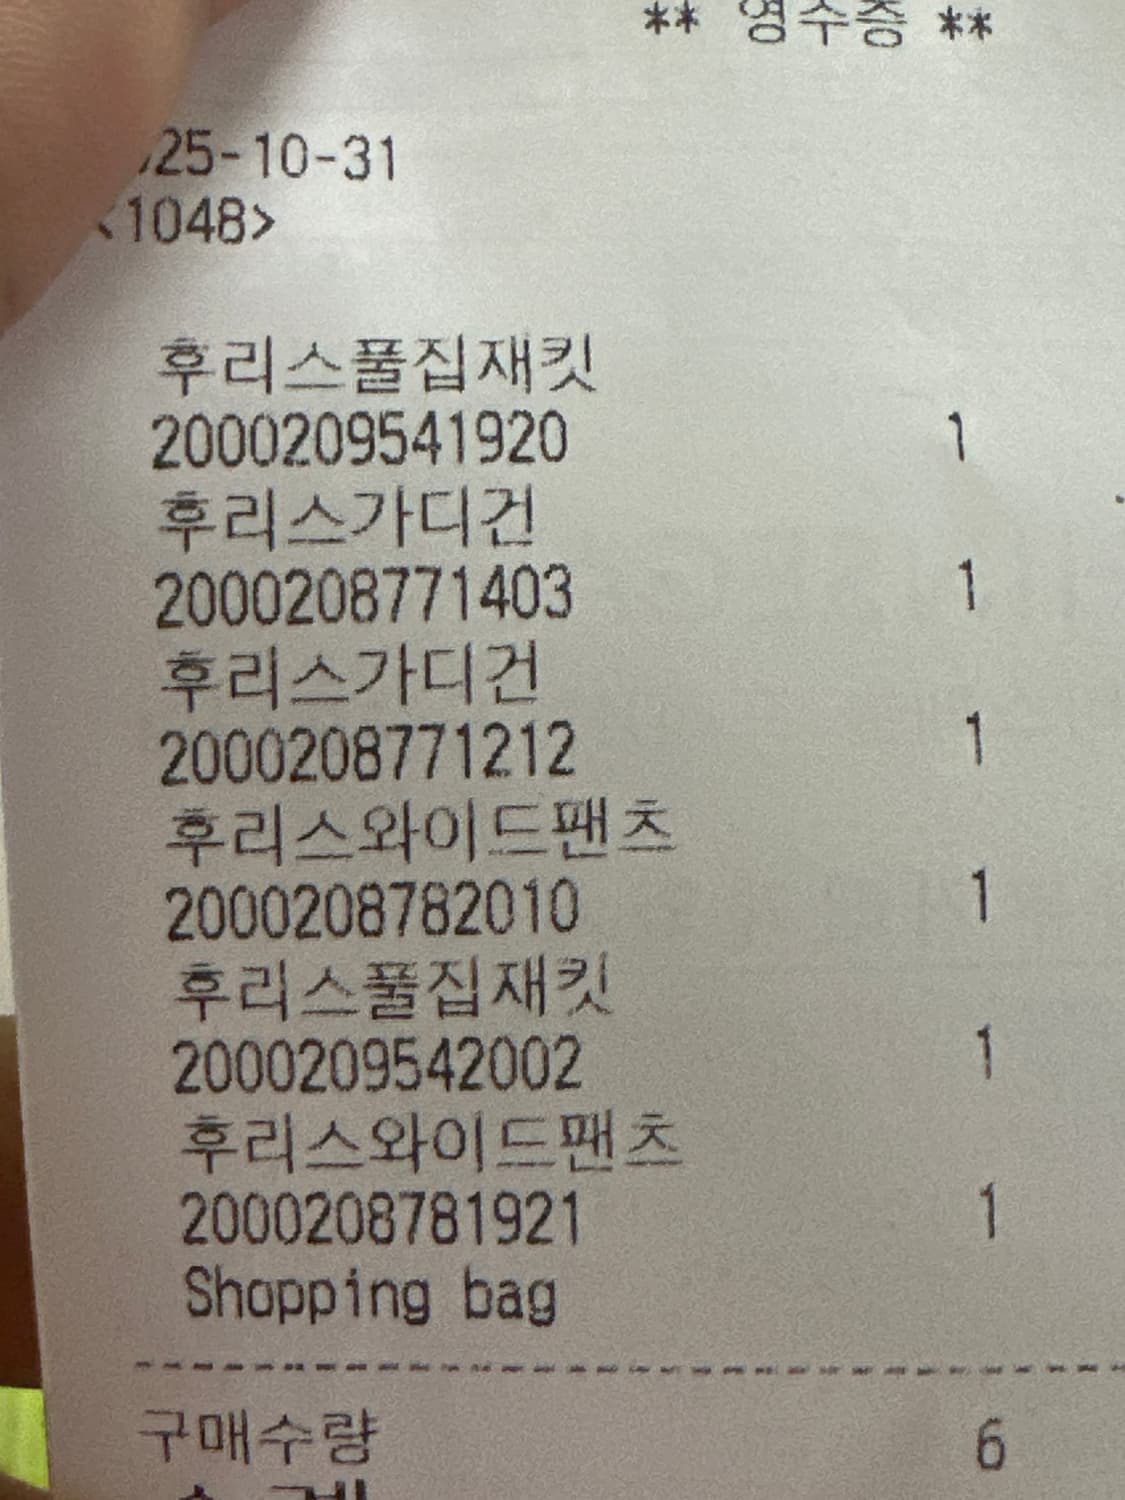 ** 영수증 **
25-10-31
<1048>
후리스풀집재킷
2000209541920 1
후리스가디건
2000208771403 1
후리스가디건
2000208771212 1
후리스와이드팬츠
2000208782010 1
후리스풀집재킷
2000209542002 1
후리스와이드팬츠
2000208781921 1
Shopping bag
구매수량 6